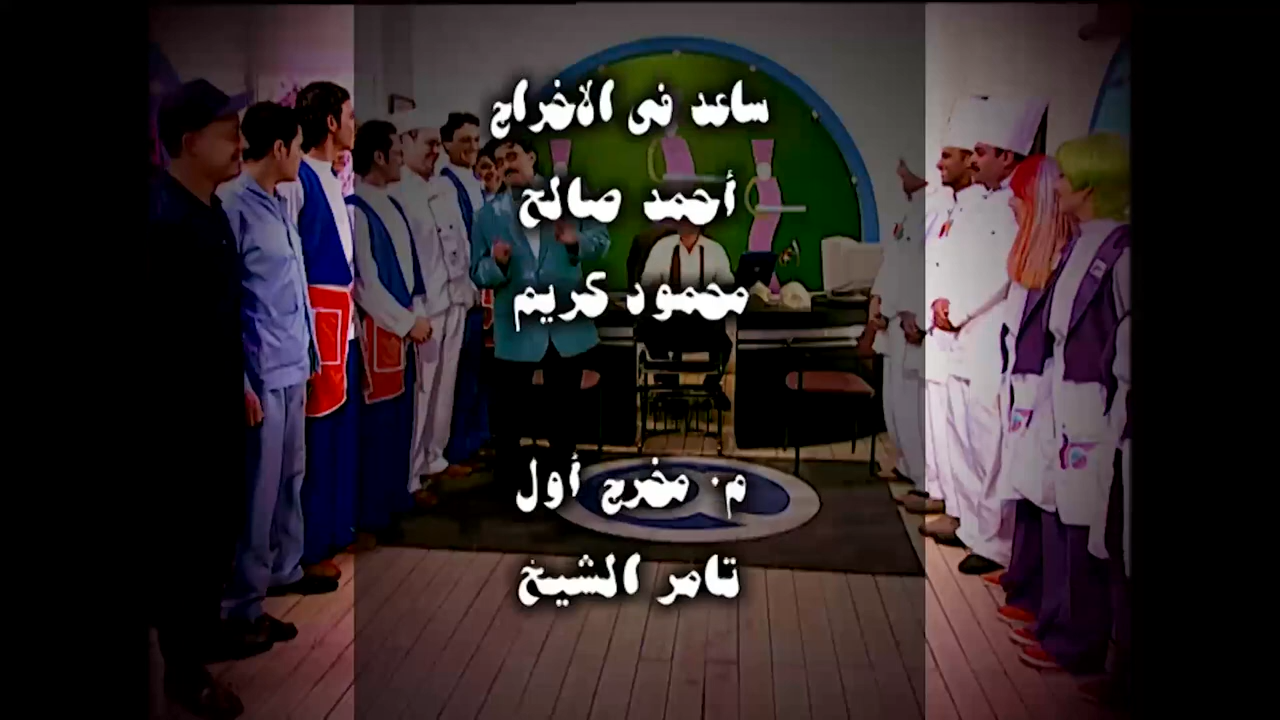 ساعد فى الاخراج
أحمد صالح
محمود كريم
م. مخرج أول
تامر الشيخ